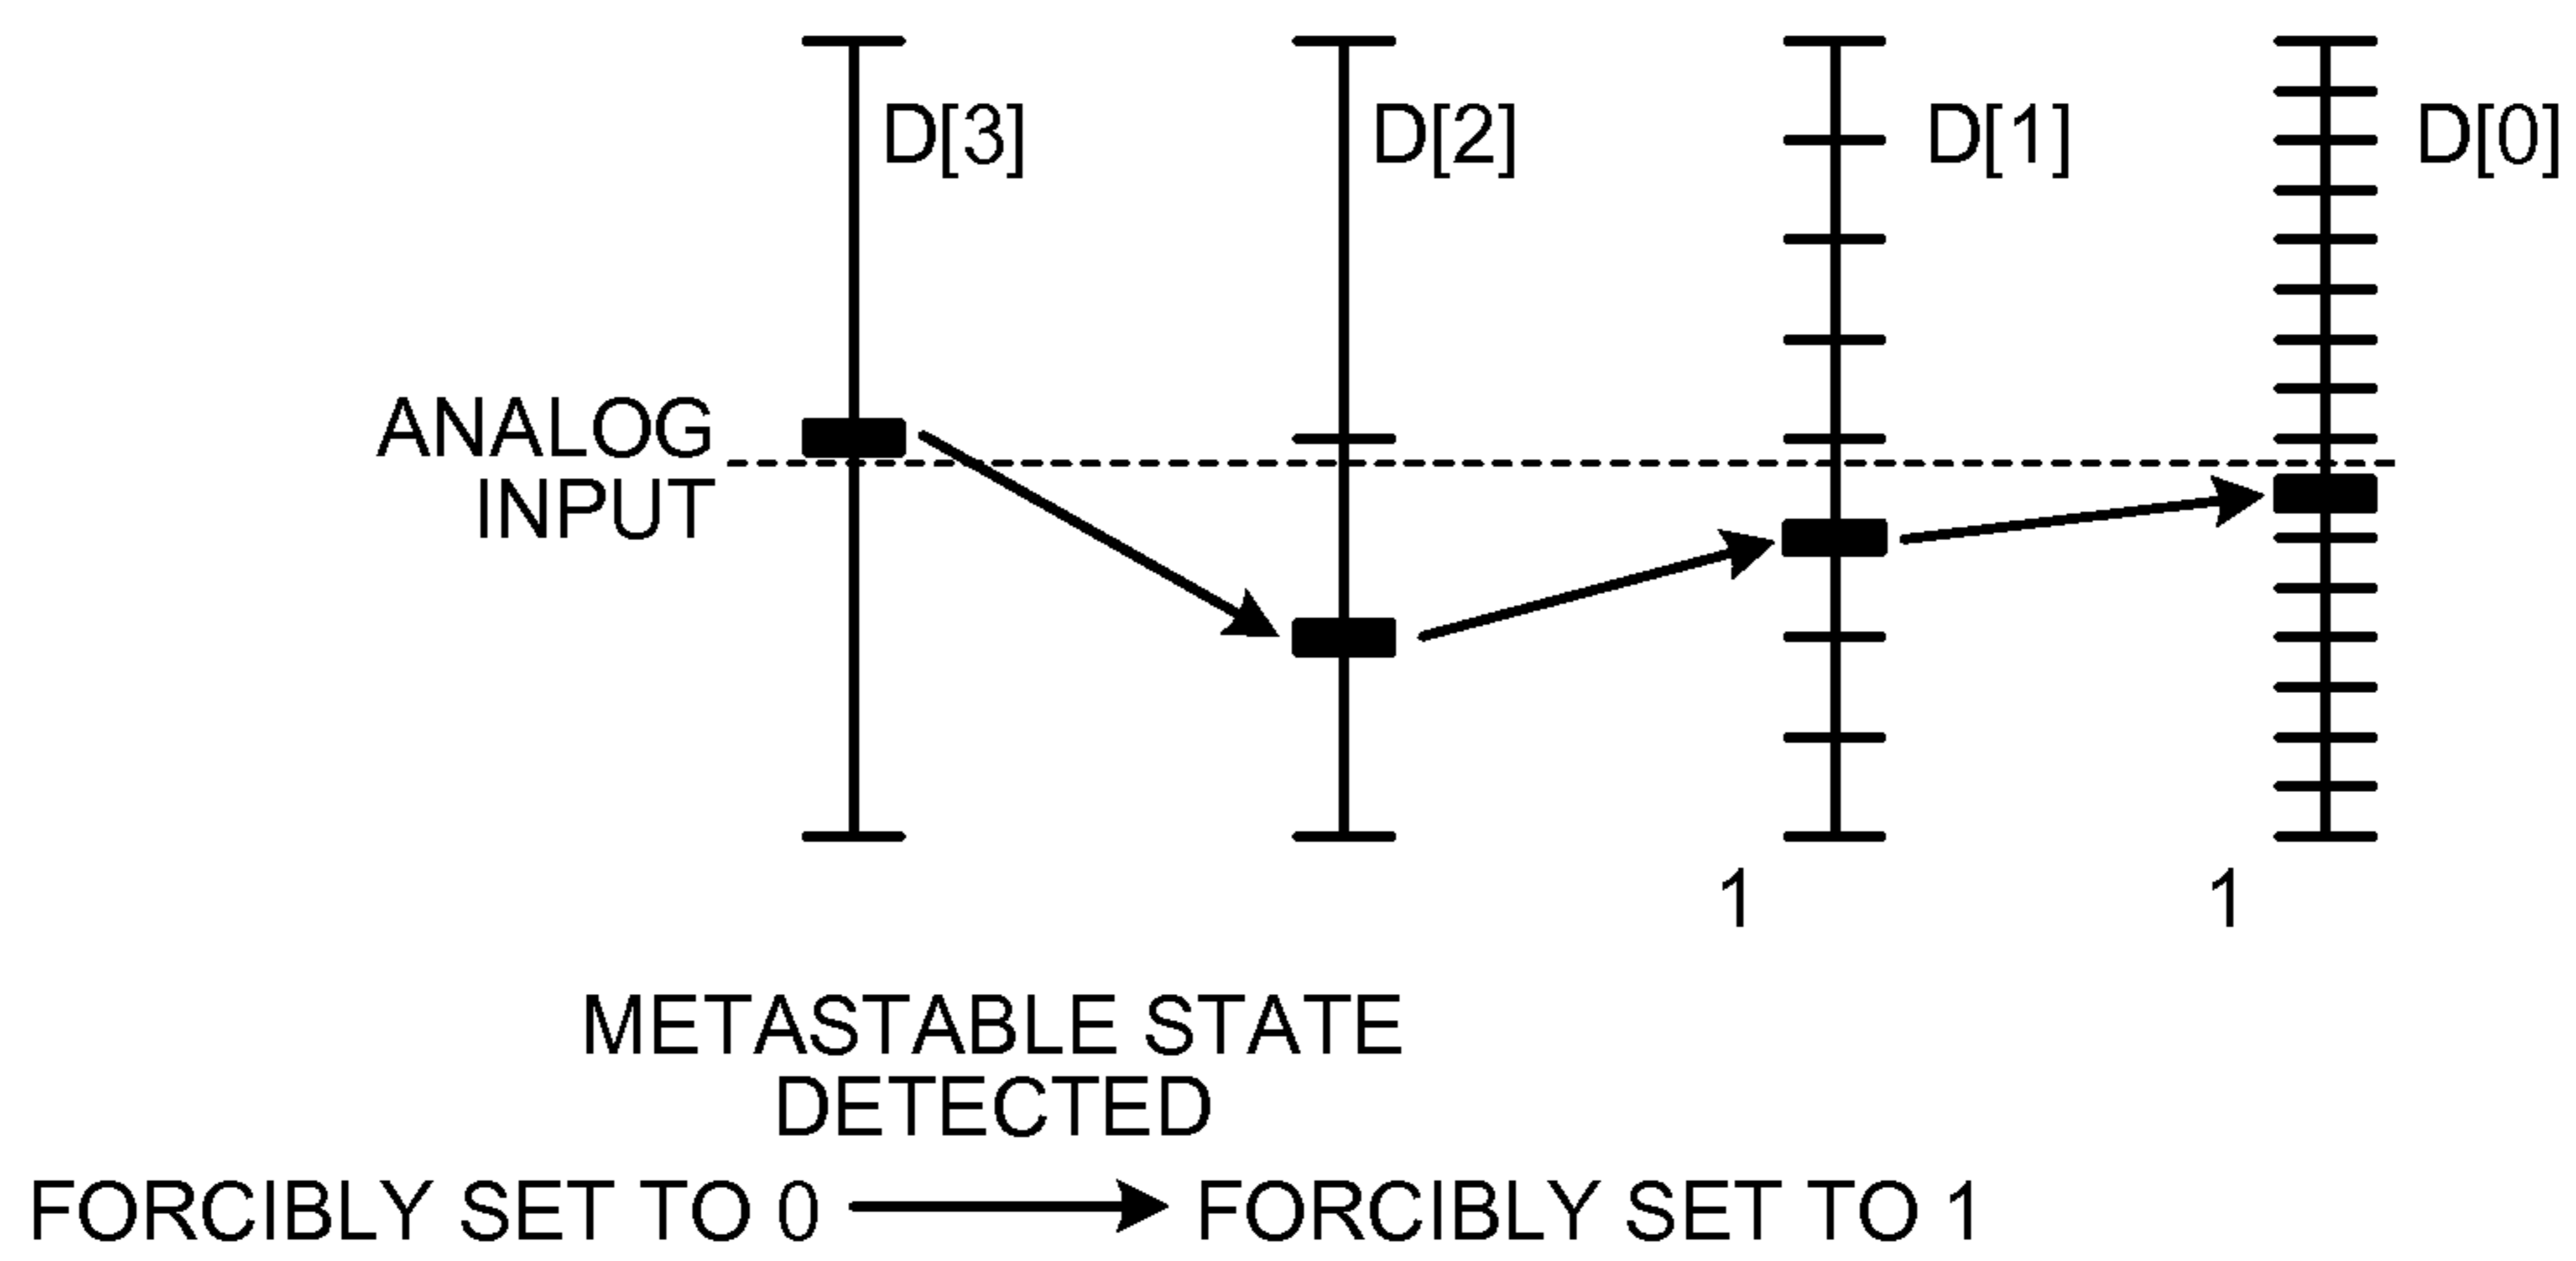 D[3] D[2] D[1] D[0]
ANALOG
INPUT
1 1
METASTABLE STATE
DETECTED
FORCIBLY SET TO 0 FORCIBLY SET TO 1